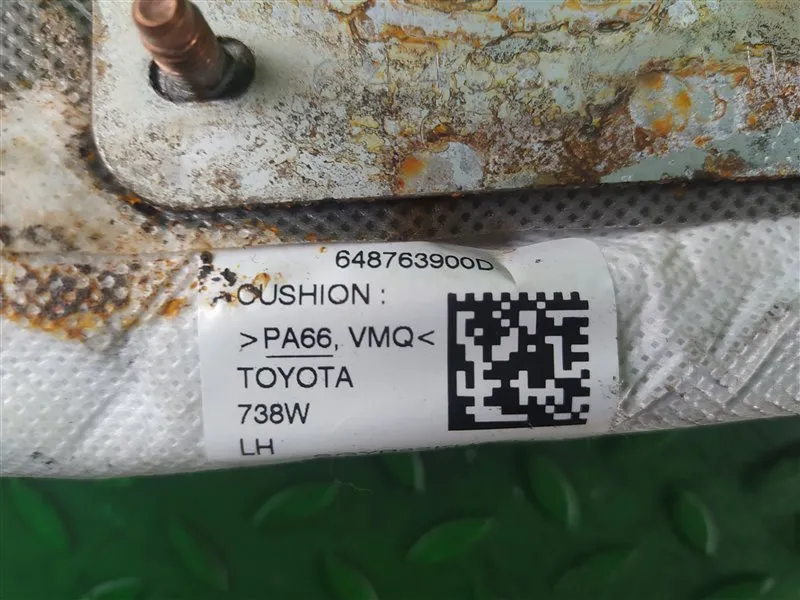 648763900D
CUSHION :
>PA66, VMQ<
TOYOTA
738W
LH